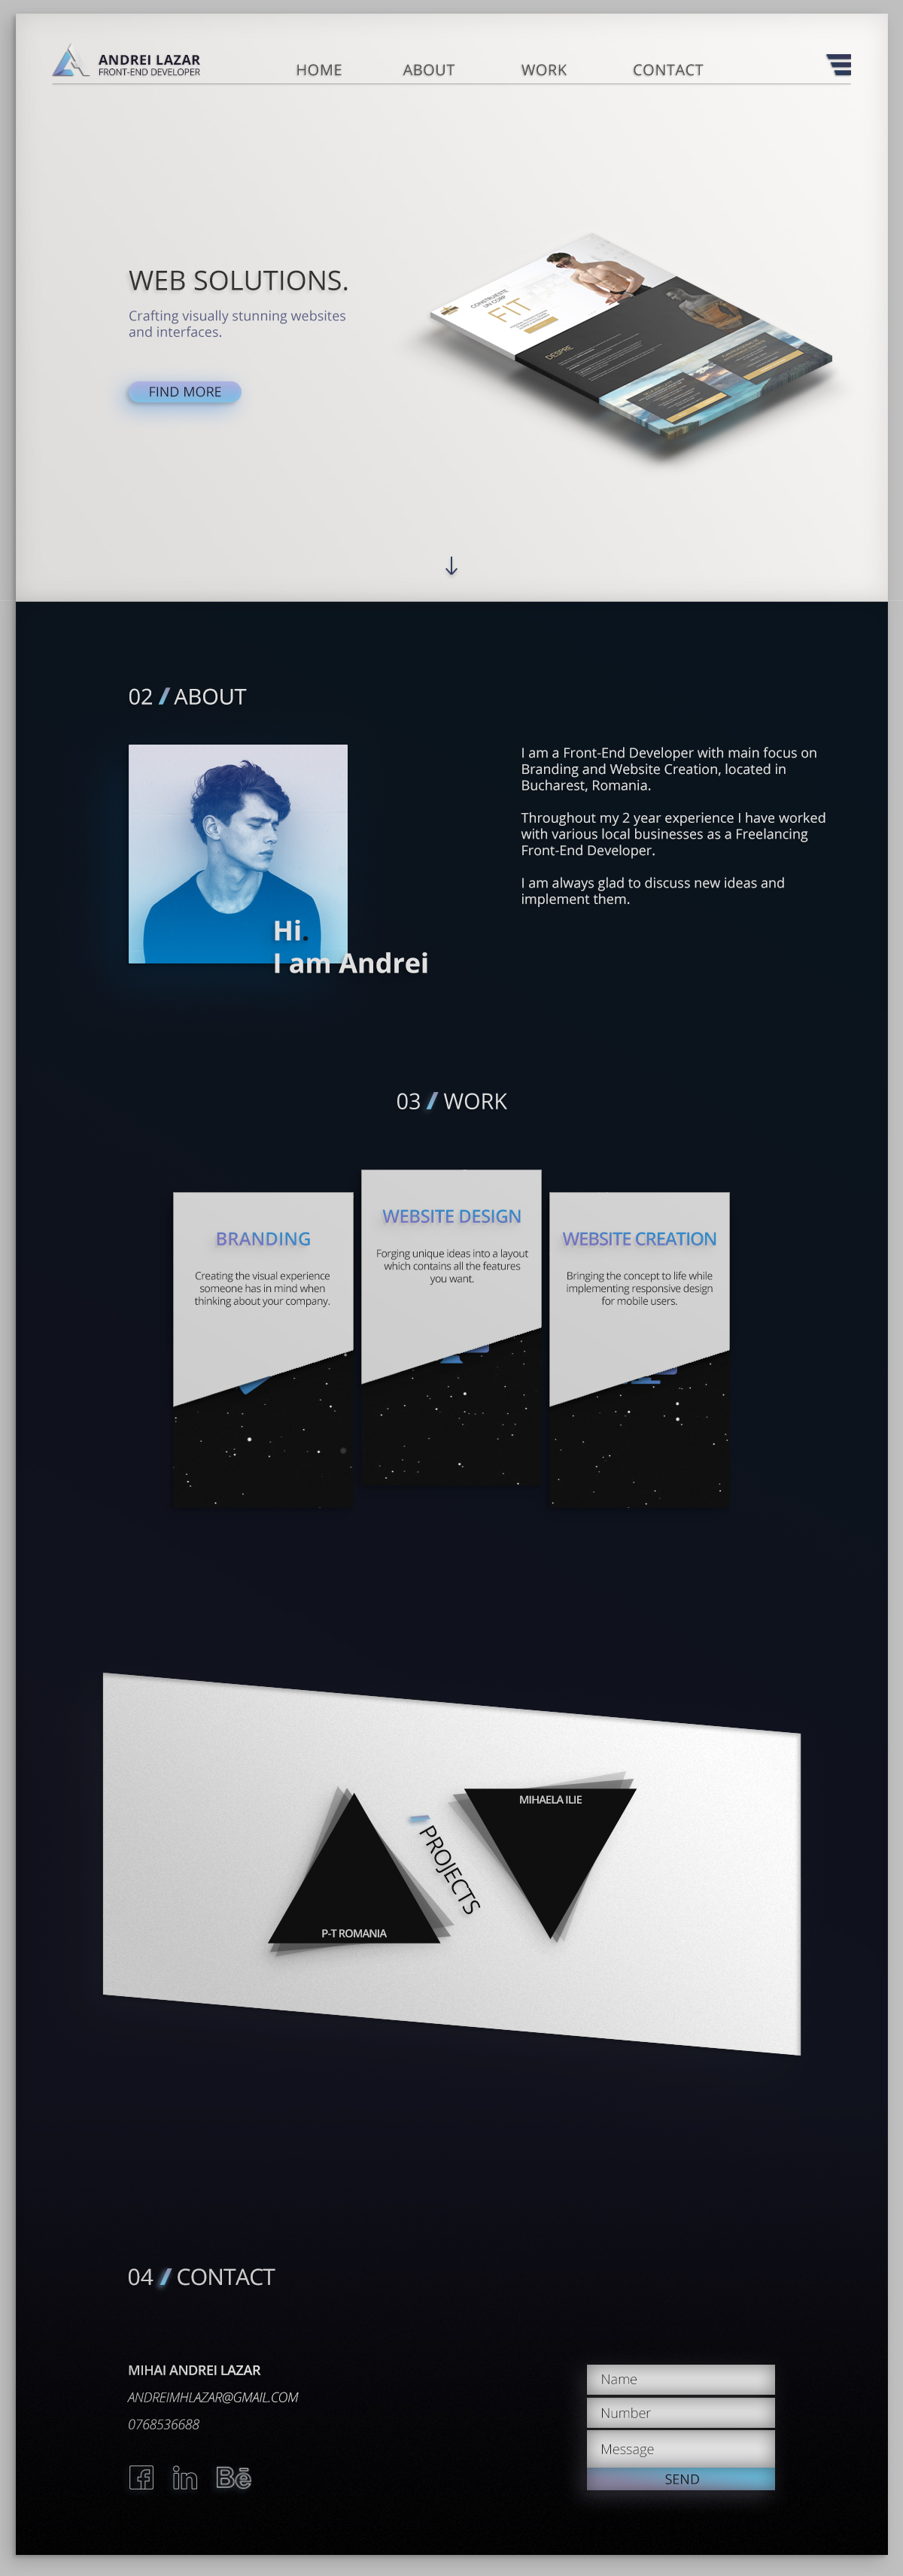 ANDREI LAZAR
FRONT-END DEVELOPER
HOME
ABOUT
WORK
CONTACT
WEB SOLUTIONS.
Crafting visually stunning websites
and interfaces.
FIND MORE
CONSTRUIESTE
UN CORP
FIT
DESPRE
02 / ABOUT
I am a Front-End Developer with main focus on
Branding and Website Creation, located in
Bucharest, Romania.
Throughout my 2 year experience I have worked
with various local businesses as a Freelancing
Front-End Developer.
I am always glad to discuss new ideas and
implement them.
Hi.
I am Andrei
03 / WORK
BRANDING
Creating the visual experience
someone has in mind when
thinking about your company.
WEBSITE DESIGN
Forging unique ideas into a layout
which contains all the features
you want.
WEBSITE CREATION
Bringing the concept to life while
implementing responsive design
for mobile users.
MIHAELA ILIE
/ PROJECTS
P-T ROMANIA
04 / CONTACT
MIHAI ANDREI LAZAR
ANDREIMHLAZAR@GMAIL.COM
0768536688
in
Bē
Name
Number
Message
SEND